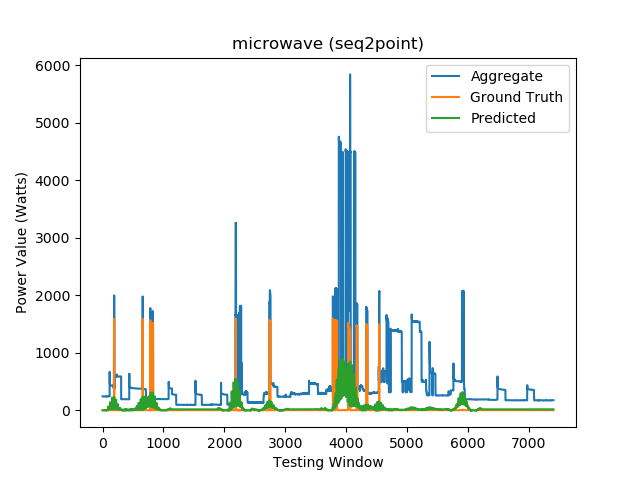 microwave (seq2point)
Aggregate
Ground Truth
Predicted
Power Value (Watts)
6000
5000
4000
3000
2000
1000
0
0 1000 2000 3000 4000 5000 6000 7000
Testing Window